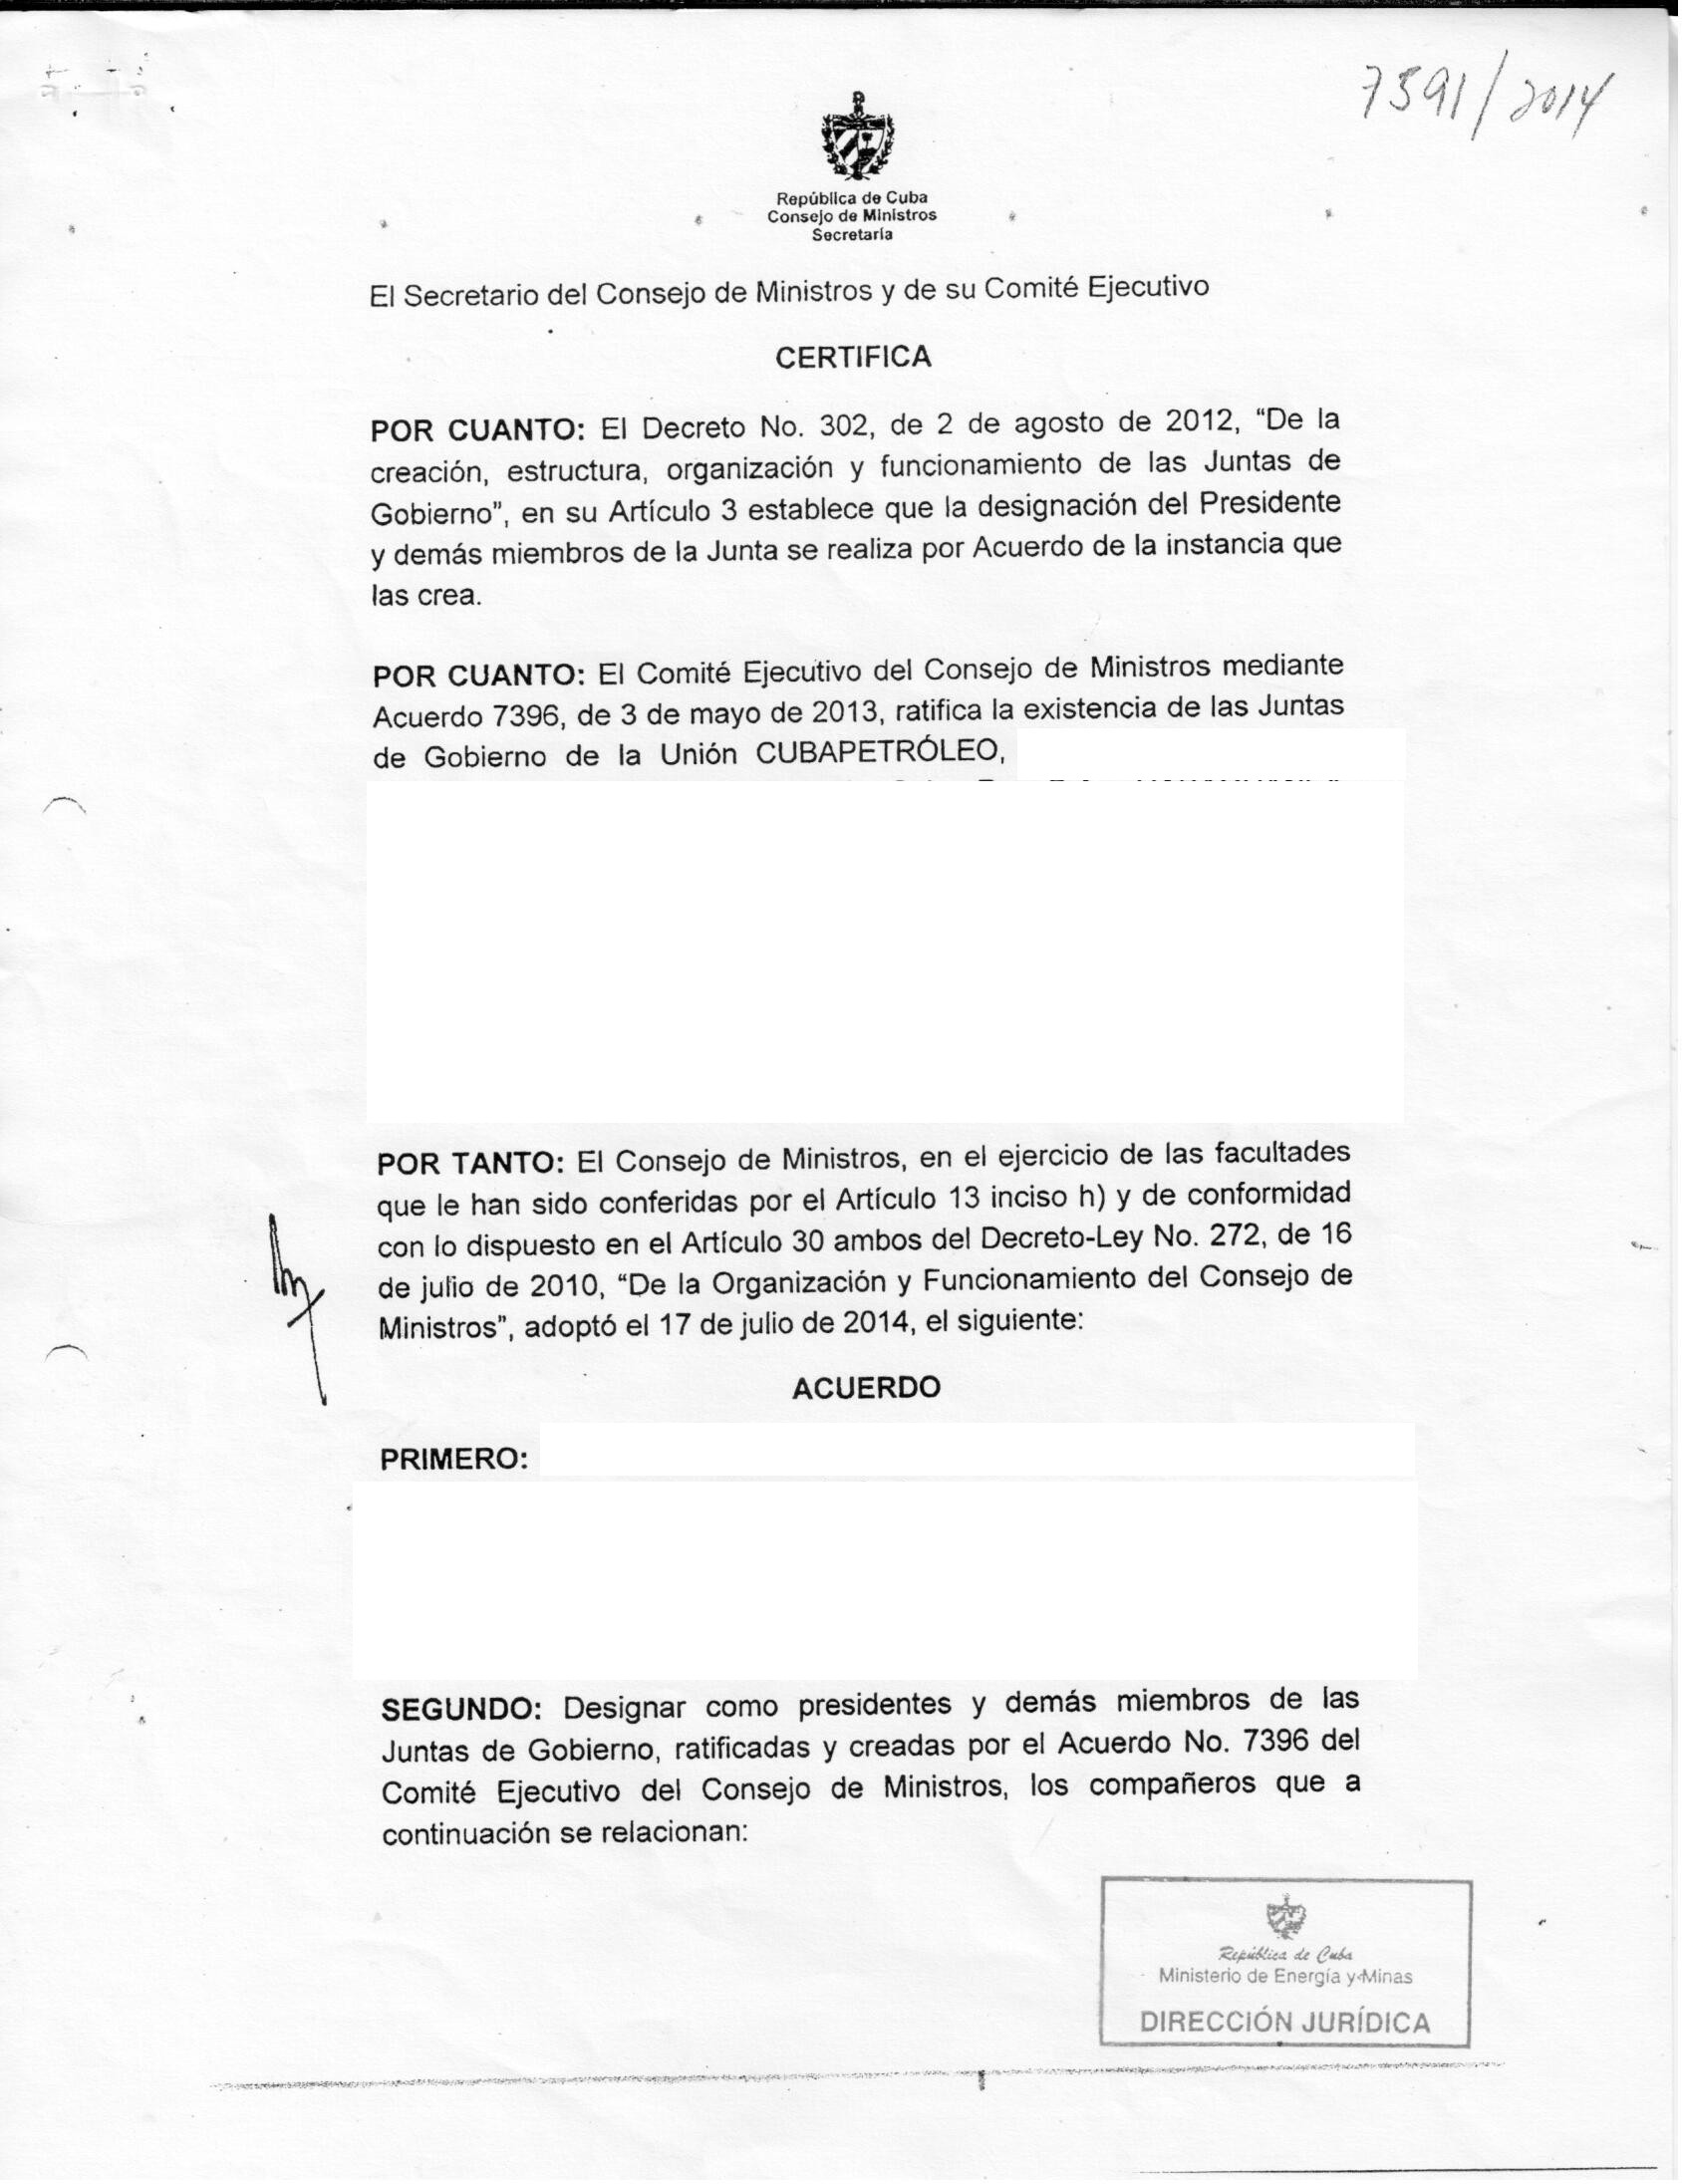 7591/2014
República de Cuba
Consejo de Ministros
Secretaría
El Secretario del Consejo de Ministros y de su Comité Ejecutivo
CERTIFICA
POR CUANTO: El Decreto No. 302, de 2 de agosto de 2012, “De la
creación, estructura, organización y funcionamiento de las Juntas de
Gobierno”, en su Artículo 3 establece que la designación del Presidente
y demás miembros de la Junta se realiza por Acuerdo de la instancia que
las crea.
POR CUANTO: El Comité Ejecutivo del Consejo de Ministros mediante
Acuerdo 7396, de 3 de mayo de 2013, ratifica la existencia de las Juntas
de Gobierno de la Unión CUBAPETRÓLEO,
POR TANTO: El Consejo de Ministros, en el ejercicio de las facultades
que le han sido conferidas por el Artículo 13 inciso h) y de conformidad
con lo dispuesto en el Artículo 30 ambos del Decreto-Ley No. 272, de 16
de julio de 2010, “De la Organización y Funcionamiento del Consejo de
Ministros”, adoptó el 17 de julio de 2014, el siguiente:
ACUERDO
PRIMERO:
SEGUNDO: Designar como presidentes y demás miembros de las
Juntas de Gobierno, ratificadas y creadas por el Acuerdo No. 7396 del
Comité Ejecutivo del Consejo de Ministros, los compañeros que a
continuación se relacionan:
República de Cuba
Ministerio de Energía y Minas
DIRECCIÓN JURÍDICA